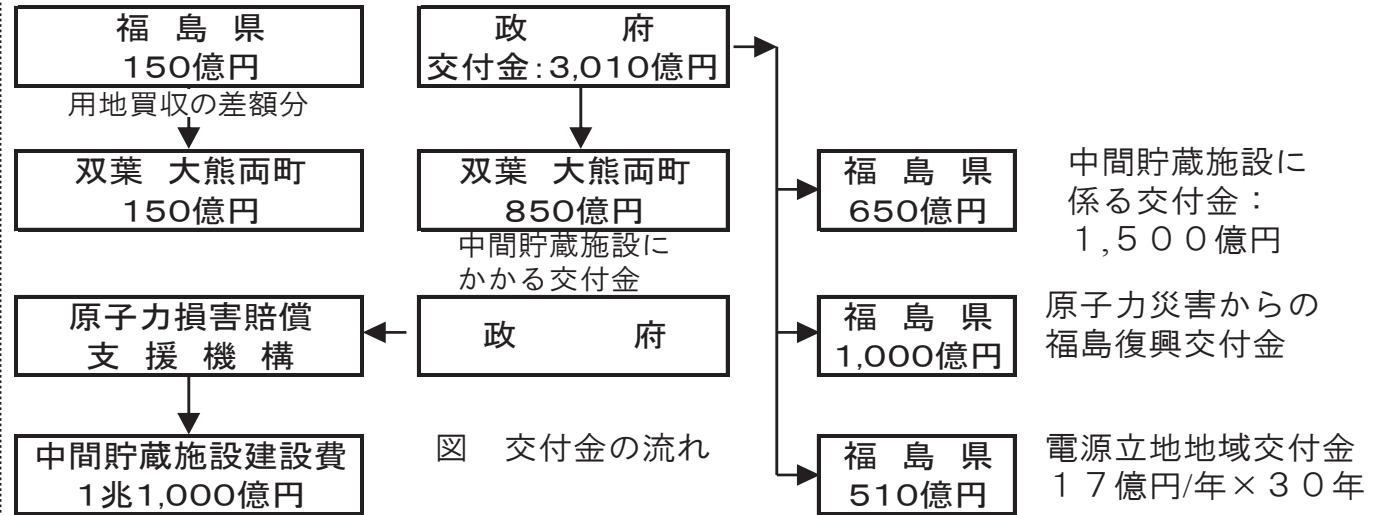 福島県
150億円
用地買収の差額分
双葉 大熊両町
150億円
政府
交付金:3,010億円
双葉 大熊両町
850億円
中間貯蔵施設に
かかる交付金
福島県
650億円
中間貯蔵施設に
係る交付金：
１,５００億円
原子力損害賠償
支援機構
政府
福島県
1,000億円
原子力災害からの
福島復興交付金
中間貯蔵施設建設費
1兆1,000億円
図　交付金の流れ
福島県
510億円
電源立地地域交付金
１７億円/年×３０年